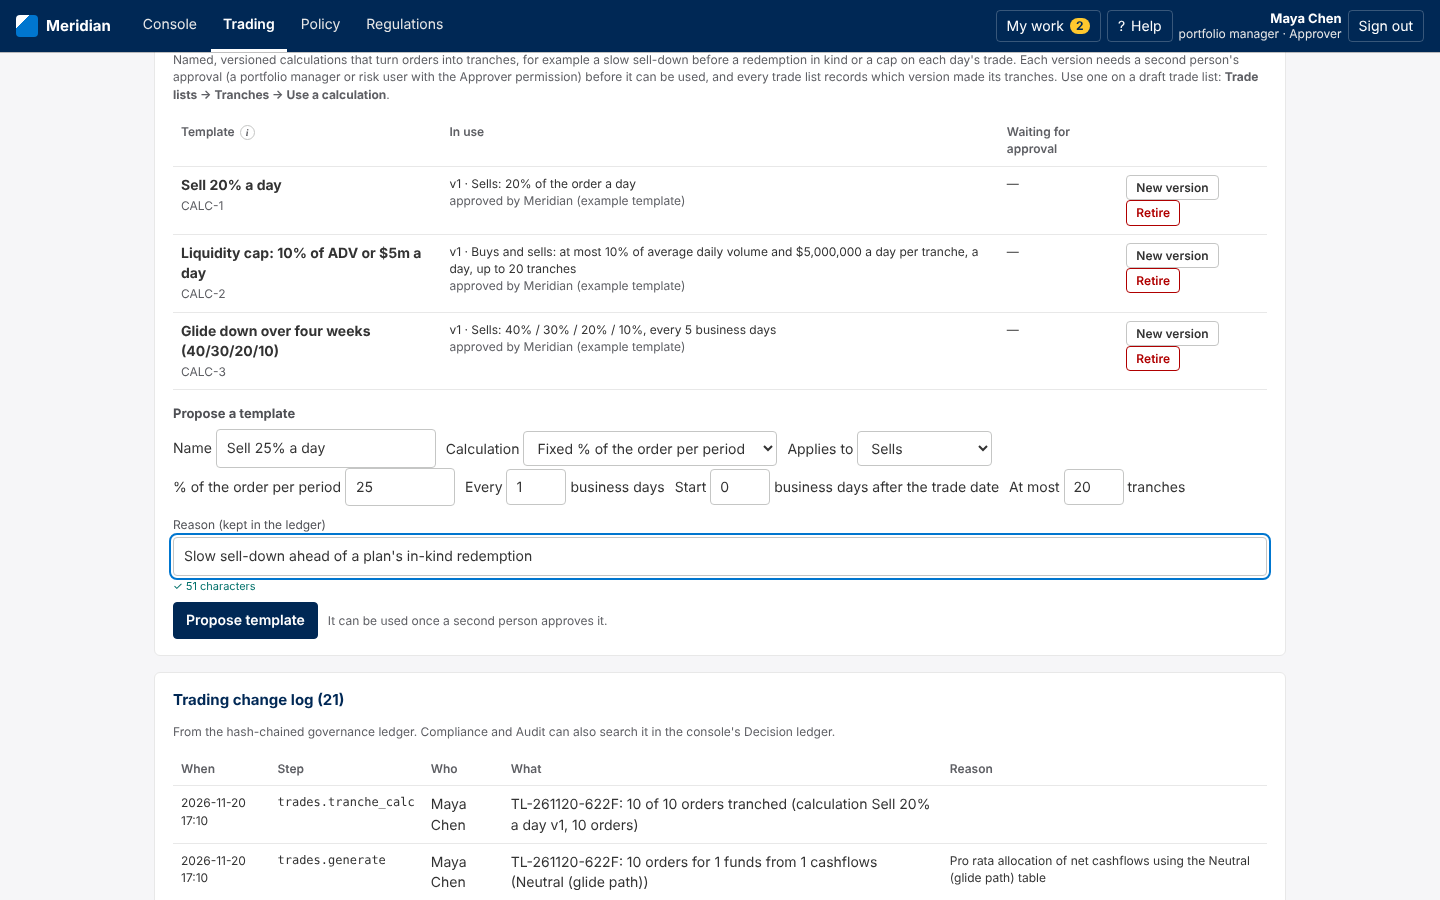 Meridian
Console
Trading
Policy
Regulations
My work 2
? Help
Maya Chen
portfolio manager · Approver
Sign out
Named, versioned calculations that turn orders into tranches, for example a slow sell-down before a redemption in kind or a cap on each day's trade. Each version needs a second person's
approval (a portfolio manager or risk user with the Approver permission) before it can be used, and every trade list records which version made its tranches. Use one on a draft trade list: Trade
lists → Tranches → Use a calculation.
Template i
In use
Waiting for
approval
Sell 20% a day
CALC-1
v1 · Sells: 20% of the order a day
approved by Meridian (example template)
—
New version
Retire
Liquidity cap: 10% of ADV or $5m a
day
CALC-2
v1 · Buys and sells: at most 10% of average daily volume and $5,000,000 a day per tranche, a
day, up to 20 tranches
approved by Meridian (example template)
—
New version
Retire
Glide down over four weeks
(40/30/20/10)
CALC-3
v1 · Sells: 40% / 30% / 20% / 10%, every 5 business days
approved by Meridian (example template)
—
New version
Retire
Propose a template
Name Sell 25% a day Calculation Fixed % of the order per period Applies to Sells
% of the order per period 25 Every 1 business days Start 0 business days after the trade date At most 20 tranches
Reason (kept in the ledger)
Slow sell-down ahead of a plan's in-kind redemption
✓ 51 characters
Propose template It can be used once a second person approves it.
Trading change log (21)
From the hash-chained governance ledger. Compliance and Audit can also search it in the console's Decision ledger.
When Step Who What Reason
2026-11-20
17:10
trades.tranche_calc
Maya
Chen
TL-261120-622F: 10 of 10 orders tranched (calculation Sell 20%
a day v1, 10 orders)
2026-11-20
17:10
trades.generate
Maya
Chen
TL-261120-622F: 10 orders for 1 funds from 1 cashflows
(Neutral (glide path))
Pro rata allocation of net cashflows using the Neutral
(glide path) table